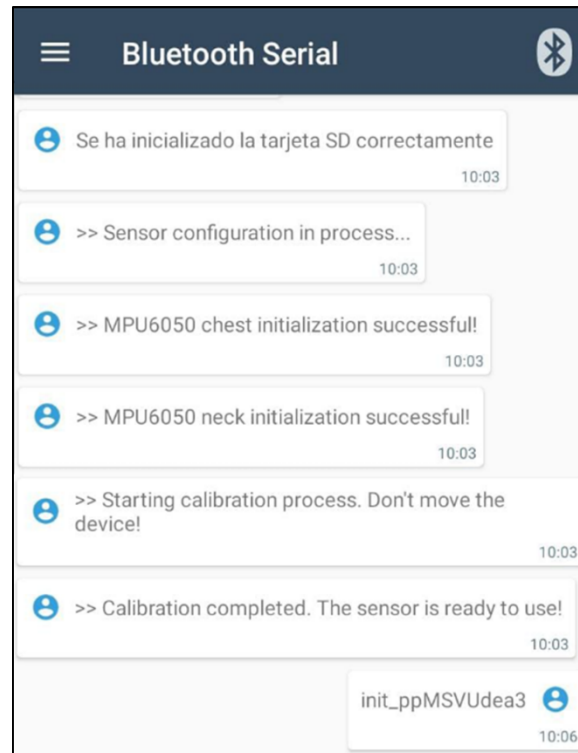 Bluetooth Serial
Se ha inicializado la tarjeta SD correctamente
10:03
>> Sensor configuration in process...
10:03
>> MPU6050 chest initialization successful!
10:03
>> MPU6050 neck initialization successful!
10:03
>> Starting calibration process. Don't move the
device!
10:03
>> Calibration completed. The sensor is ready to use!
10:03
init_ppMSVUdea3
10:06